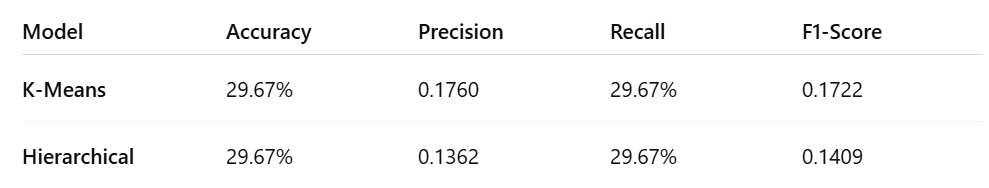 Model Accuracy Precision Recall F1-Score
K-Means 29.67% 0.1760 29.67% 0.1722
Hierarchical 29.67% 0.1362 29.67% 0.1409